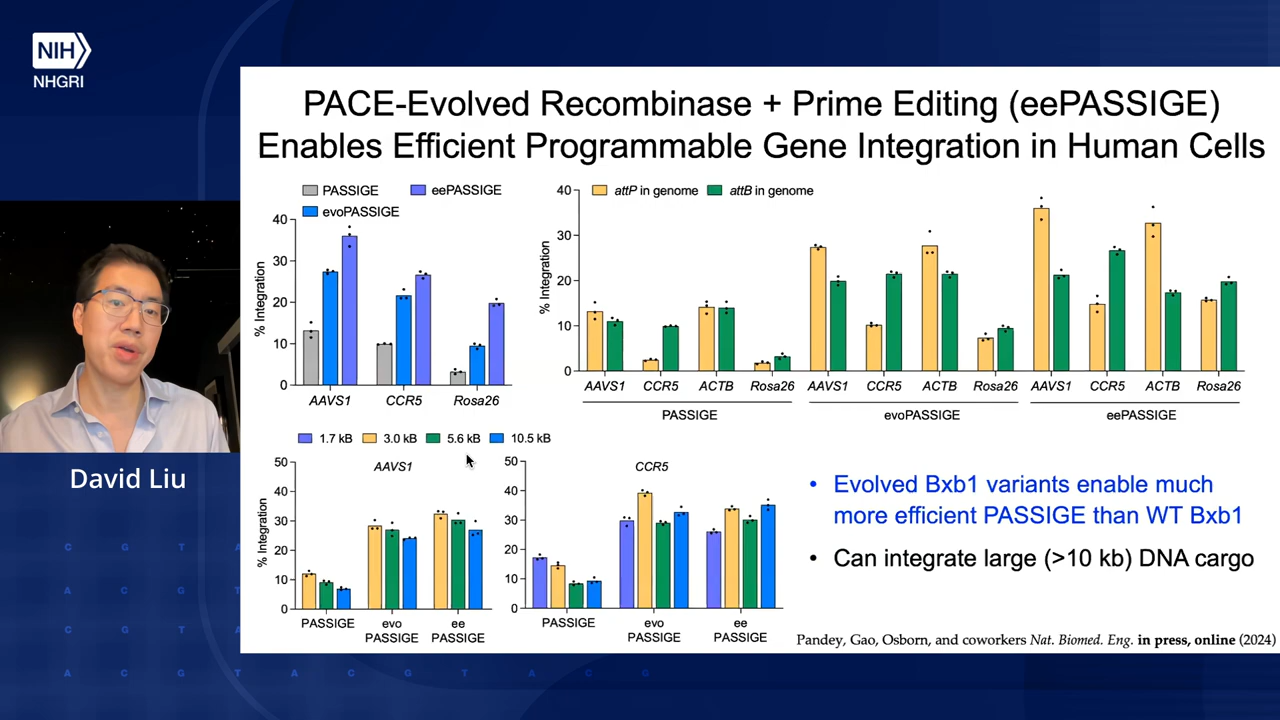 NIH
NHGRI
PACE-Evolved Recombinase + Prime Editing (eePASSIGE)
Enables Efficient Programmable Gene Integration in Human Cells
PASSIGE
eePASSIGE
evoPASSIGE
40
30
20
10
0
% Integration
AAVS1
CCR5
Rosa26
attP in genome
attB in genome
40
30
20
10
0
% Integration
AAVS1
CCR5
ACTB
Rosa26
AAVS1
CCR5
ACTB
Rosa26
AAVS1
CCR5
ACTB
Rosa26
PASSIGE
evoPASSIGE
eePASSIGE
1.7 kB
3.0 kB
5.6 kB
10.5 kB
AAVS1
50
40
30
20
10
0
% Integration
PASSIGE
evo
PASSIGE
ee
PASSIGE
CCR5
50
40
30
20
10
0
PASSIGE
evo
PASSIGE
ee
PASSIGE
• Evolved Bxb1 variants enable much
more efficient PASSIGE than WT Bxb1
• Can integrate large (>10 kb) DNA cargo
Pandey, Gao, Osborn, and coworkers Nat. Biomed. Eng. in press, online (2024)
David Liu
C G T A
A C G T
C G T A
A C G T A C G T A C G